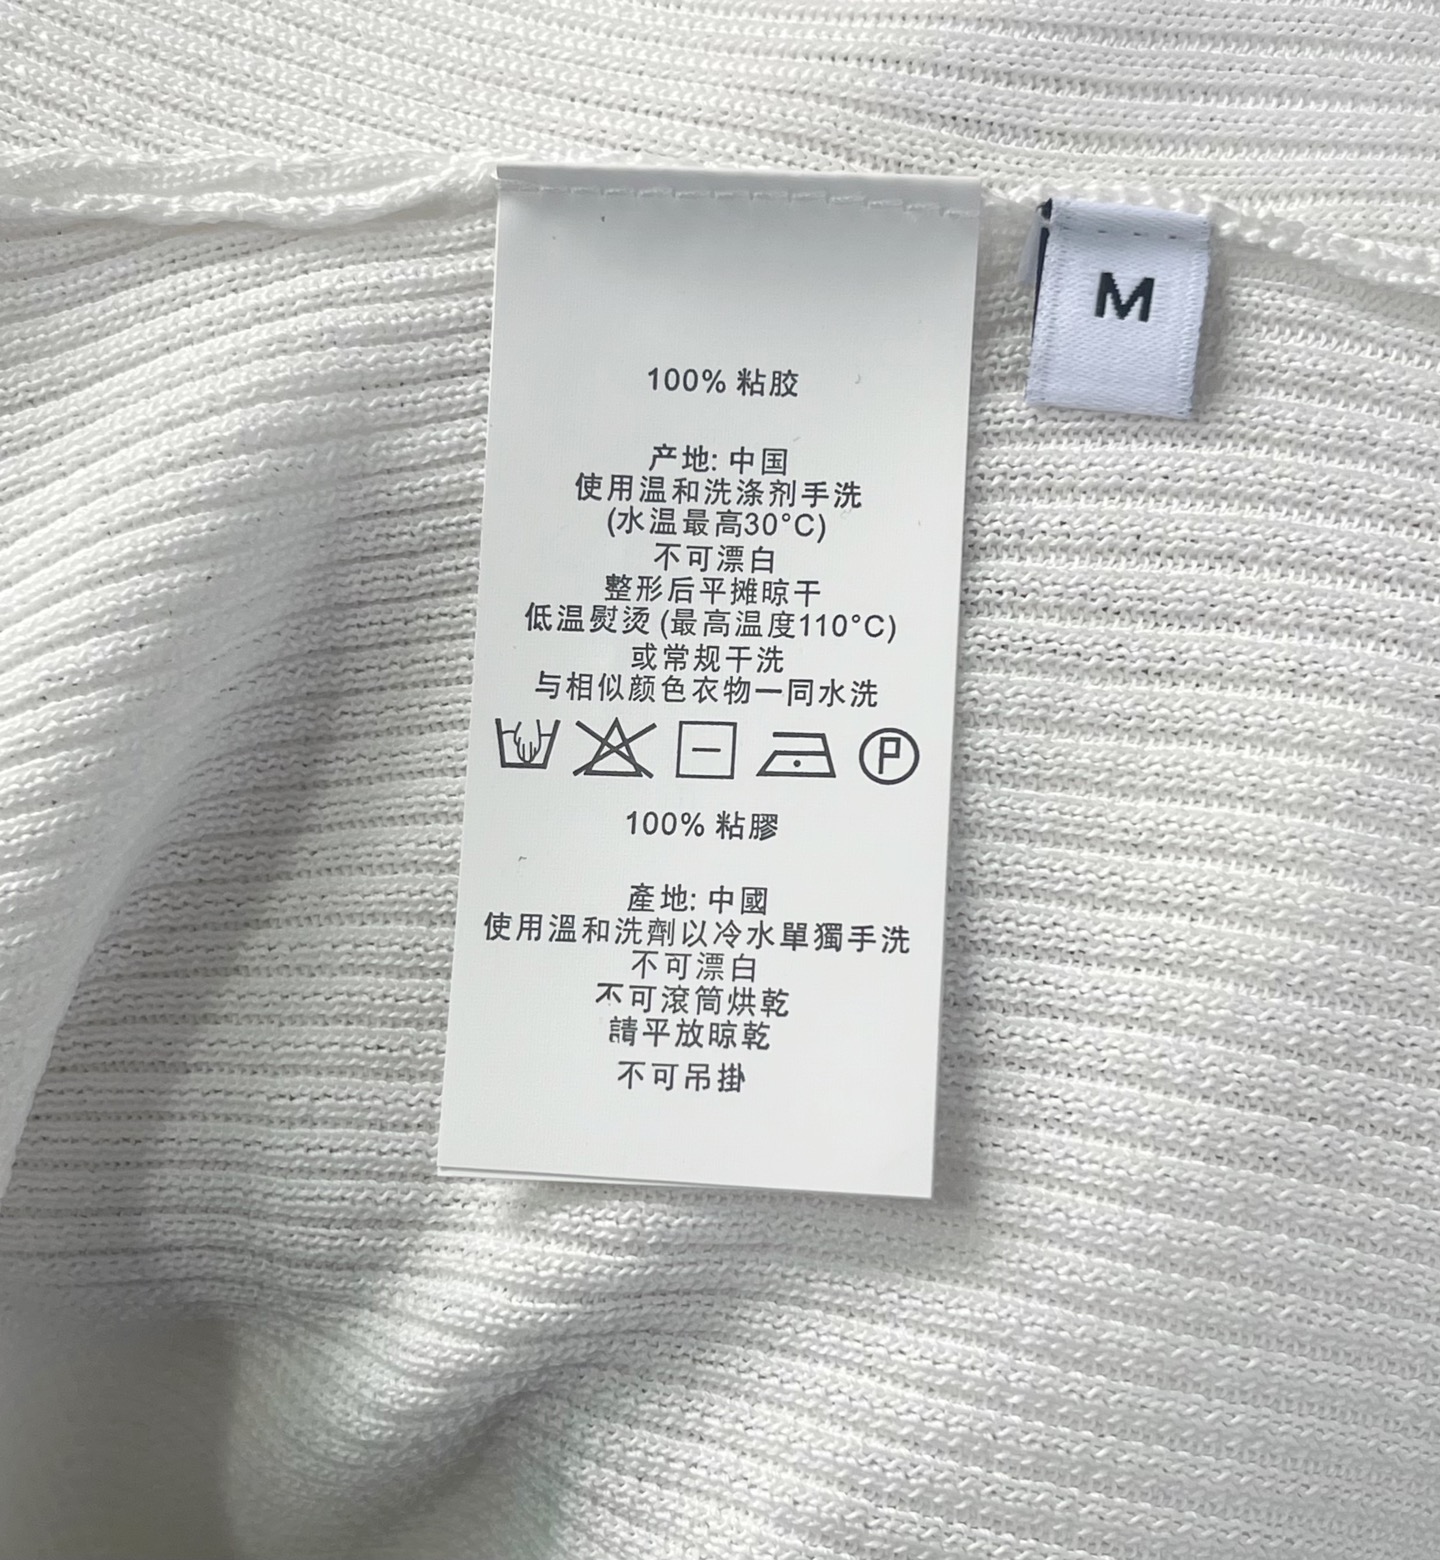 M
100% 粘胶
产地: 中国
使用温和洗涤剂手洗
(水温最高30°C)
不可漂白
整形后平摊晾干
低温熨烫 (最高温度110°C)
或常规干洗
与相似颜色衣物一同水洗
P
100% 粘膠
產地: 中國
使用溫和洗劑以冷水單獨手洗
不可漂白
不可滾筒烘乾
請平放晾乾
不可吊掛